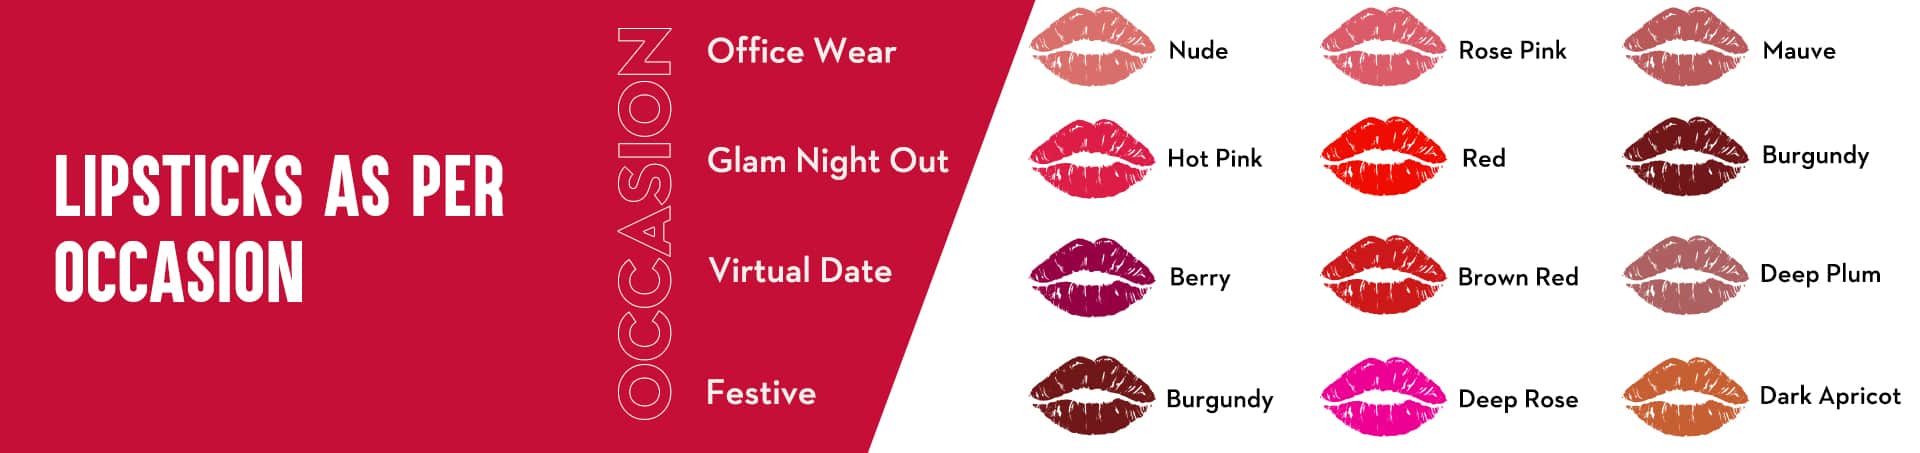 LIPSTICKS AS PER
OCCASION
OCCASION
Office Wear
Nude
Rose Pink
Mauve
Glam Night Out
Hot Pink
Red
Burgundy
Virtual Date
Berry
Brown Red
Deep Plum
Festive
Burgundy
Deep Rose
Dark Apricot